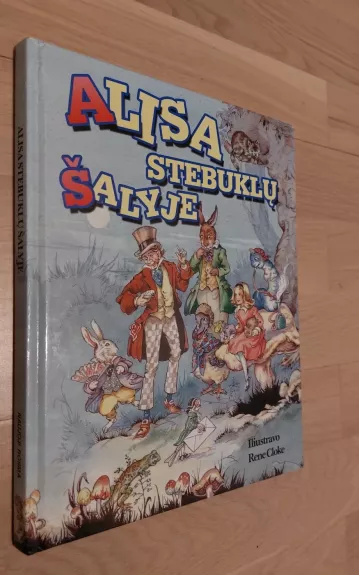 ALISA
STEBUKLŲ
ŠALYJE
Iliustravo
Rene Cloke
ALISA STEBUKLŲ ŠALYJE